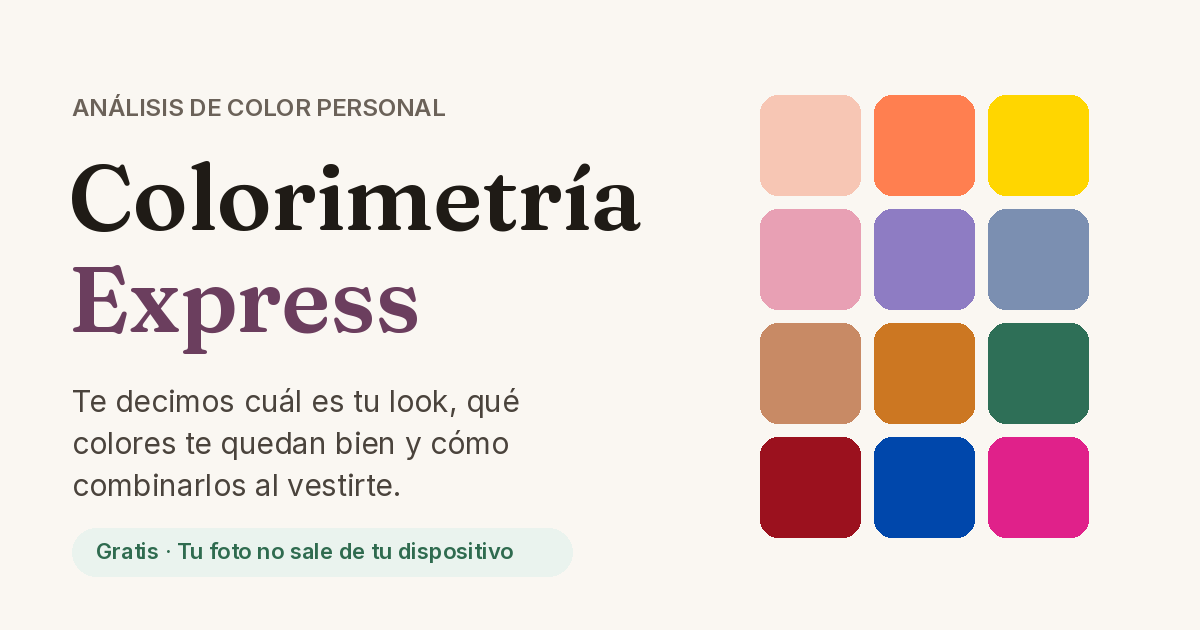 ANÁLISIS DE COLOR PERSONAL
Colorimetría
Express
Te decimos cuál es tu look, qué
colores te quedan bien y cómo
combinarlos al vestirte.
Gratis · Tu foto no sale de tu dispositivo